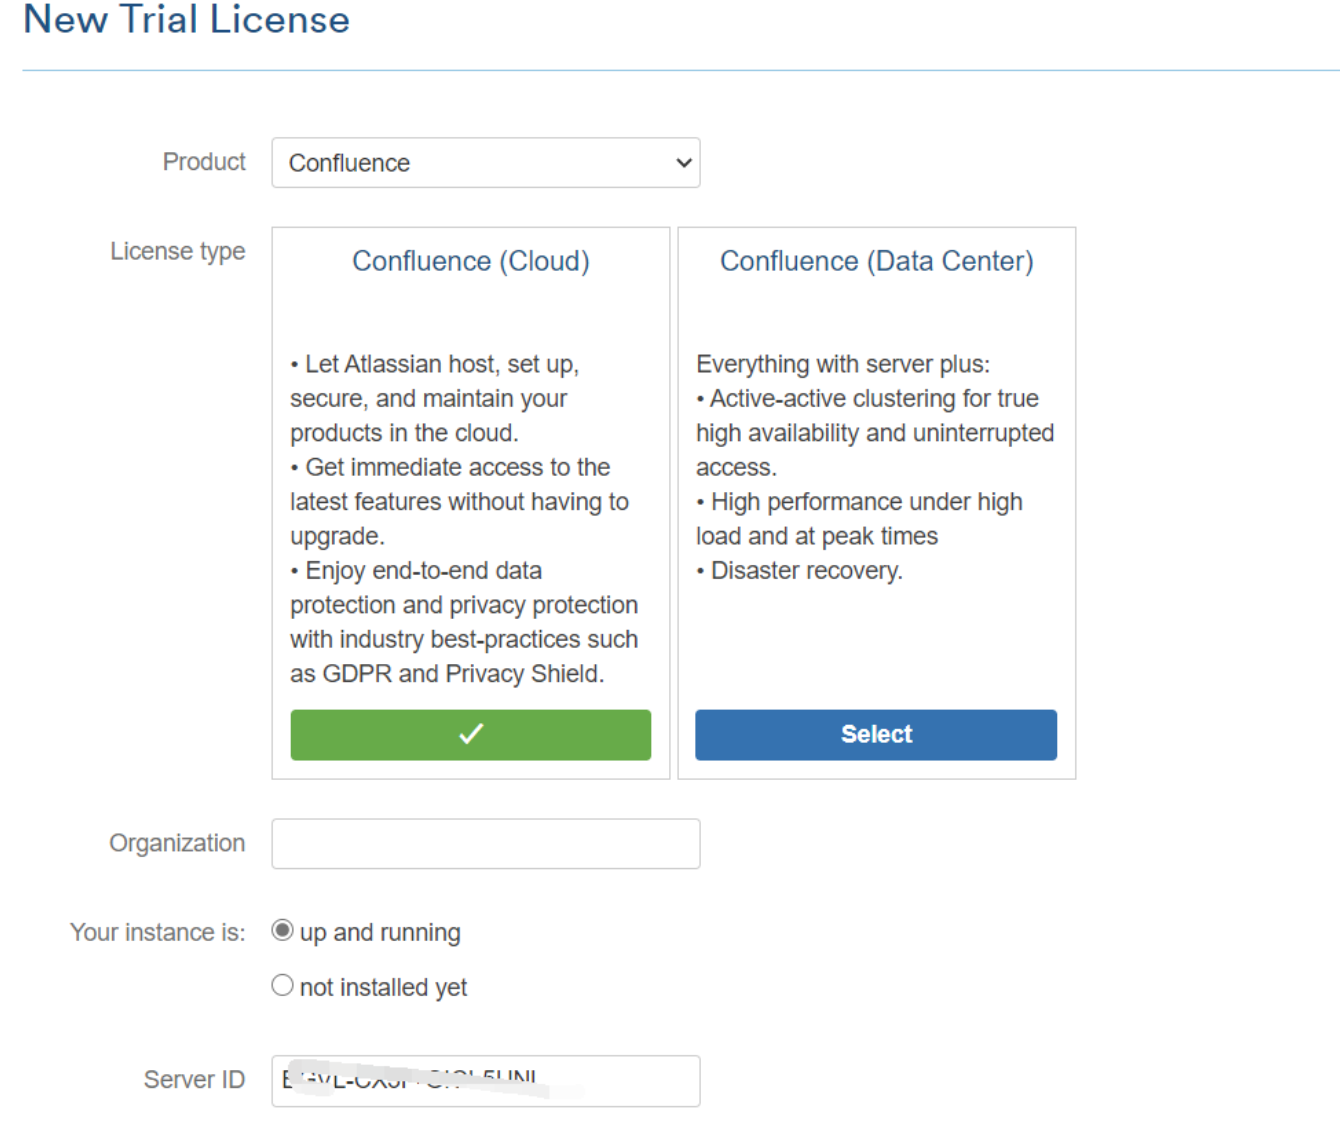 New Trial License
Product
Confluence
License type
Confluence (Cloud)
• Let Atlassian host, set up,
secure, and maintain your
products in the cloud.
• Get immediate access to the
latest features without having to
upgrade.
• Enjoy end-to-end data
protection and privacy protection
with industry best-practices such
as GDPR and Privacy Shield.
Confluence (Data Center)
Everything with server plus:
• Active-active clustering for true
high availability and uninterrupted
access.
• High performance under high
load and at peak times
• Disaster recovery.
Select
Organization
Your instance is:
up and running
not installed yet
Server ID